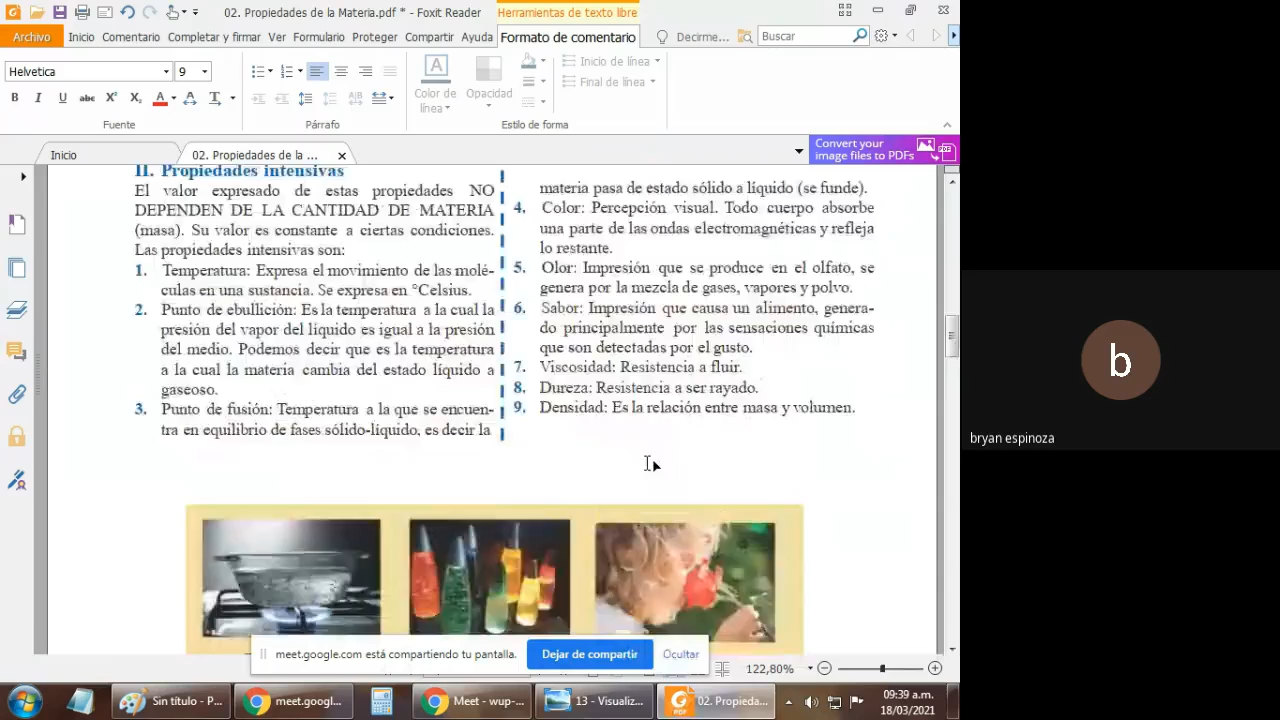 02. Propiedades de la Materia.pdf * - Foxit Reader
Herramientas de texto libre
Archivo
Inicio
Comentario
Completar y firmar
Ver
Formulario
Proteger
Compartir
Ayuda
Formato de comentario
Decirme...
Buscar
Helvetica
9
Color de línea
Opacidad
Inicio de línea
Final de línea
Fuente
Párrafo
Estilo de forma
Inicio
02. Propiedades de la ...
Convert your
image files to PDFs
II. Propiedades intensivas
El valor expresado de estas propiedades NO
DEPENDEN DE LA CANTIDAD DE MATERIA
(masa). Su valor es constante a ciertas condiciones.
Las propiedades intensivas son:
1. Temperatura: Expresa el movimiento de las molé-
culas en una sustancia. Se expresa en °Celsius.
2. Punto de ebullición: Es la temperatura a la cual la
presión del vapor del líquido es igual a la presión
del medio. Podemos decir que es la temperatura
a la cual la materia cambia del estado líquido a
gaseoso.
3. Punto de fusión: Temperatura a la que se encuen-
tra en equilibrio de fases sólido-líquido, es decir la
materia pasa de estado sólido a líquido (se funde).
4. Color: Percepción visual. Todo cuerpo absorbe
una parte de las ondas electromagnéticas y refleja
lo restante.
5. Olor: Impresión que se produce en el olfato, se
genera por la mezcla de gases, vapores y polvo.
6. Sabor: Impresión que causa un alimento, genera-
do principalmente por las sensaciones químicas
que son detectadas por el gusto.
7. Viscosidad: Resistencia a fluir.
8. Dureza: Resistencia a ser rayado.
9. Densidad: Es la relación entre masa y volumen.
b
bryan espinoza
meet.google.com está compartiendo tu pantalla.
Dejar de compartir
Ocultar
122,80%
Sin título - P...
meet.googl...
Meet - wup-...
13 - Visualiz...
02. Propieda...
09:39 a.m.
18/03/2021